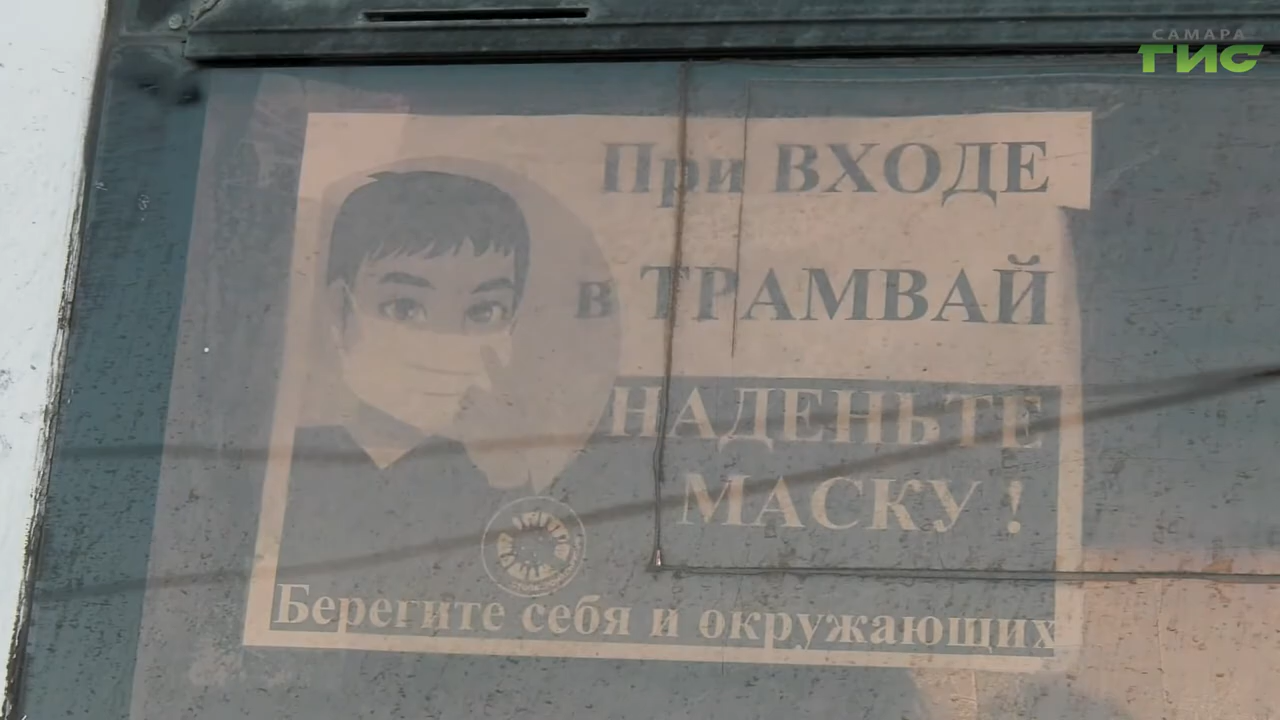 САМАРА
ГИС
При ВХОДЕ
в ТРАМВАЙ
НАДЕНЬТЕ
МАСКУ !
Берегите себя и окружающих